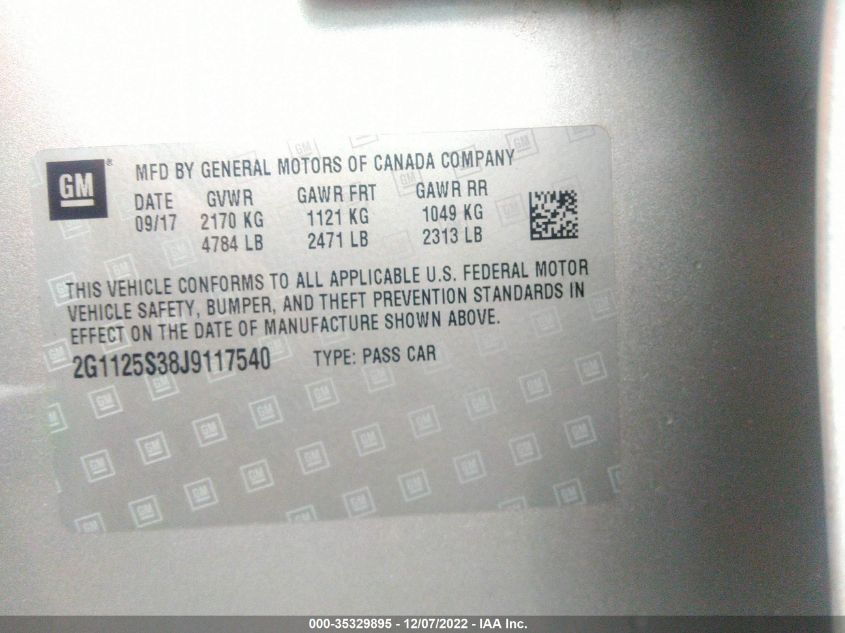 GM ® MFD BY GENERAL MOTORS OF CANADA COMPANY
DATE GVWR GAWR FRT GAWR RR
09/17 2170 KG 1121 KG 1049 KG
4784 LB 2471 LB 2313 LB
THIS VEHICLE CONFORMS TO ALL APPLICABLE U.S. FEDERAL MOTOR
VEHICLE SAFETY, BUMPER, AND THEFT PREVENTION STANDARDS IN
EFFECT ON THE DATE OF MANUFACTURE SHOWN ABOVE.
2G1125S38J9117540 TYPE: PASS CAR
000-35329895 - 12/07/2022 - IAA Inc.